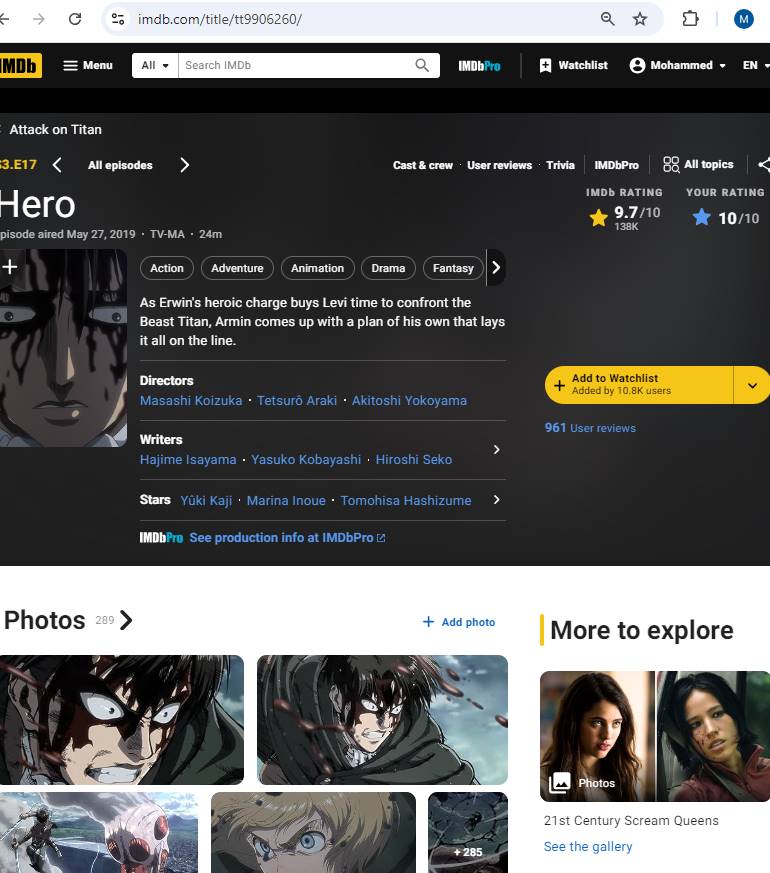 imdb.com/title/tt9906260/
M
IMDb
Menu
All
Search IMDb
IMDbPro
Watchlist
Mohammed
EN
Attack on Titan
S3.E17
All episodes
Cast & crew · User reviews · Trivia
IMDbPro
All topics
Hero
IMDb RATING
YOUR RATING
9.7/10
138K
10/10
Episode aired May 27, 2019 · TV-MA · 24m
Action
Adventure
Animation
Drama
Fantasy
As Erwin's heroic charge buys Levi time to confront the
Beast Titan, Armin comes up with a plan of his own that lays
it all on the line.
Directors
Masashi Koizuka · Tetsurô Araki · Akitoshi Yokoyama
Writers
Hajime Isayama · Yasuko Kobayashi · Hiroshi Seko
Stars Yûki Kaji · Marina Inoue · Tomohisa Hashizume
IMDbPro See production info at IMDbPro
Add to Watchlist
Added by 10.8K users
961 User reviews
Photos 289
+ Add photo
+ 285
More to explore
Photos
21st Century Scream Queens
See the gallery